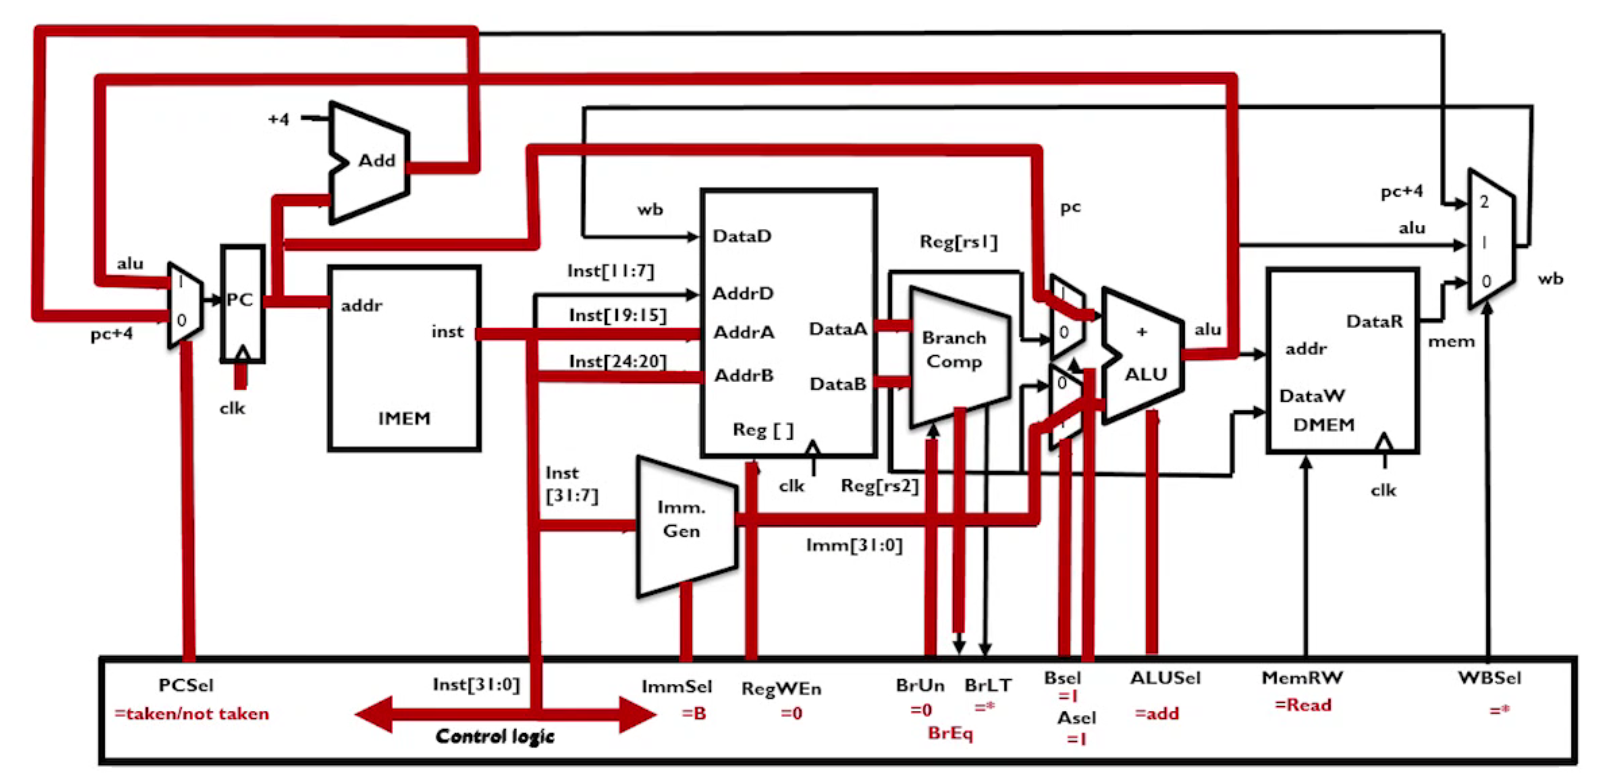 +4
Add
pc+4
2
alu
1
0
wb
pc
wb
DataD
Reg[rs1]
alu
1
PC
0
pc+4
clk
addr
inst
IMEM
Inst[11:7]
AddrD
Inst[19:15]
AddrA
DataA
Inst[24:20]
AddrB
DataB
Reg [ ]
clk
Branch
Comp
Reg[rs2]
1
0
0
1
+
ALU
alu
addr
DataR
DataW
DMEM
clk
mem
Inst
[31:7]
Imm.
Gen
Imm[31:0]
PCSel
=taken/not taken
Inst[31:0]
Control logic
ImmSel
=B
RegWEn
=0
BrUn
=0
BrLT
=*
BrEq
Bsel
=1
Asel
=1
ALUSel
=add
MemRW
=Read
WBSel
=*